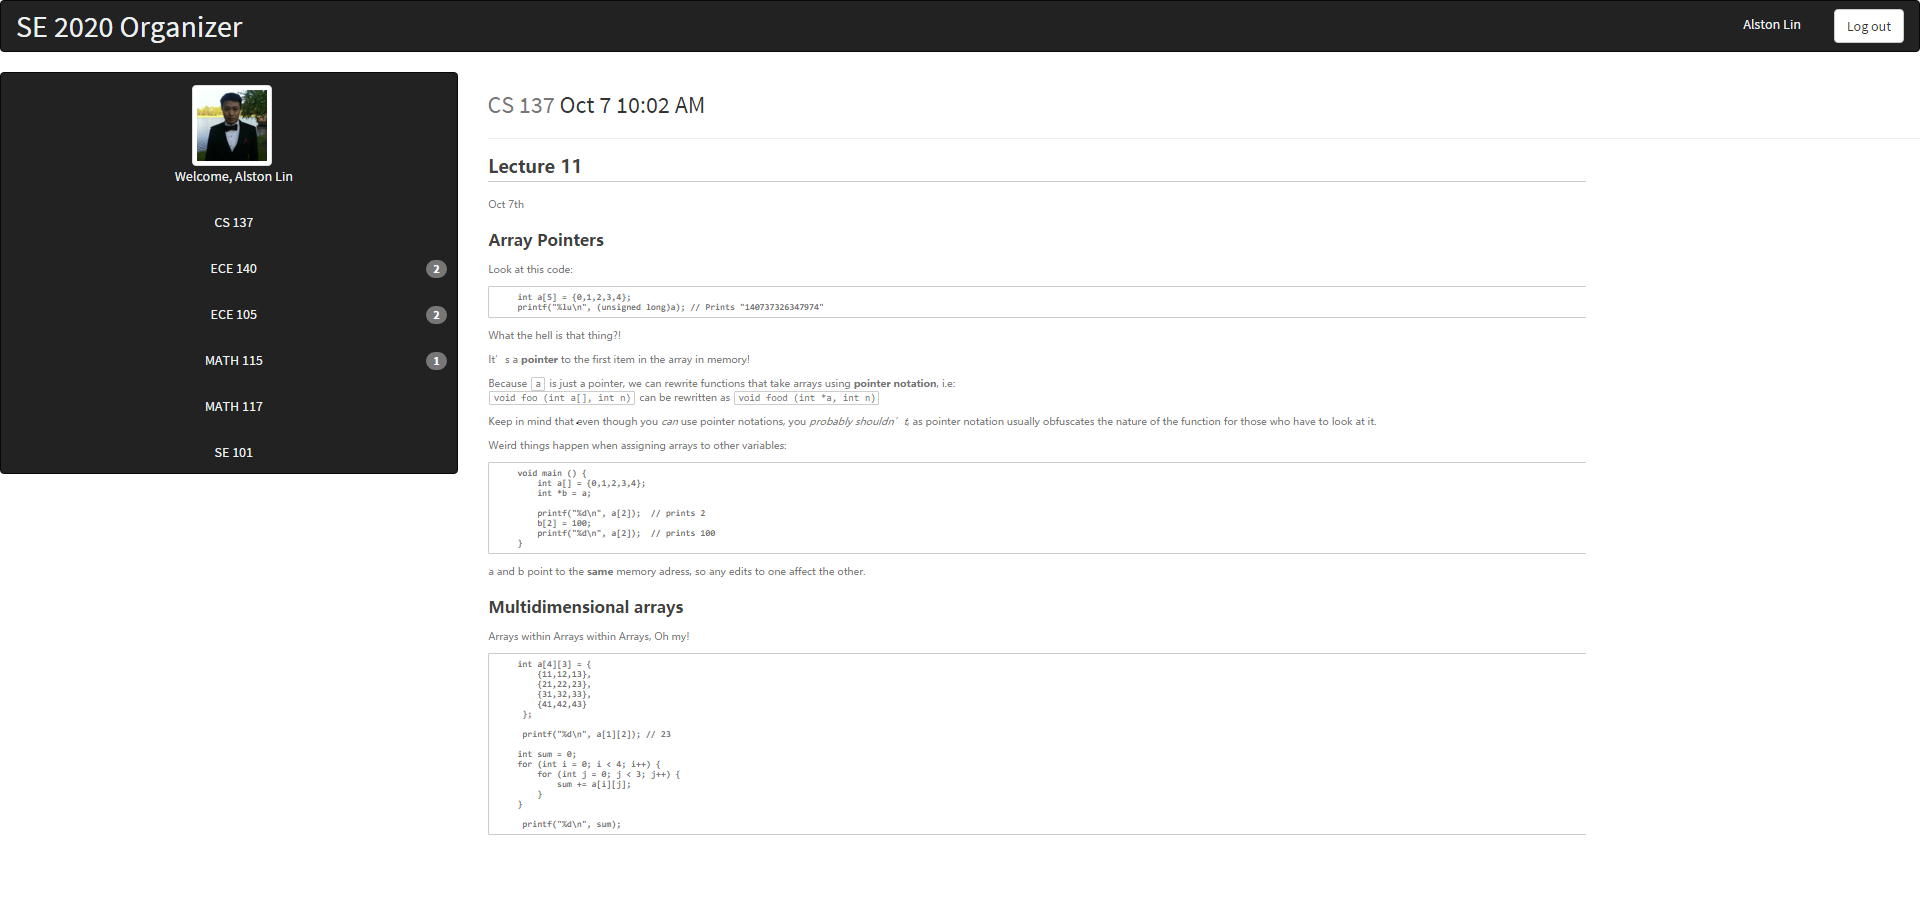 SE 2020 Organizer
Alston Lin
Log out
Welcome, Alston Lin
CS 137
ECE 140
2
ECE 105
2
MATH 115
1
MATH 117
SE 101
CS 137 Oct 7 10:02 AM
Lecture 11
Oct 7th
Array Pointers
Look at this code:
int a[5] = {0,1,2,3,4};
printf("%lu\n", (unsigned long)a); // Prints "140737326347974"
What the hell is that thing?!
It’s a pointer to the first item in the array in memory!
Because a is just a pointer, we can rewrite functions that take arrays using pointer notation, i.e:
void foo (int a[], int n) can be rewritten as void food (int *a, int n)
Keep in mind that even though you can use pointer notations, you probably shouldn’t, as pointer notation usually obfuscates the nature of the function for those who have to look at it.
Weird things happen when assigning arrays to other variables:
void main () {
int a[] = {0,1,2,3,4};
int *b = a;
printf("%d\n", a[2]); // prints 2
b[2] = 100;
printf("%d\n", a[2]); // prints 100
}
a and b point to the same memory adress, so any edits to one affect the other.
Multidimensional arrays
Arrays within Arrays within Arrays, Oh my!
int a[4][3] = {
{11,12,13},
{21,22,23},
{31,32,33},
{41,42,43}
};
printf("%d\n", a[1][2]); // 23
int sum = 0;
for (int i = 0; i < 4; i++) {
for (int j = 0; j < 3; j++) {
sum += a[i][j];
}
}
printf("%d\n", sum);